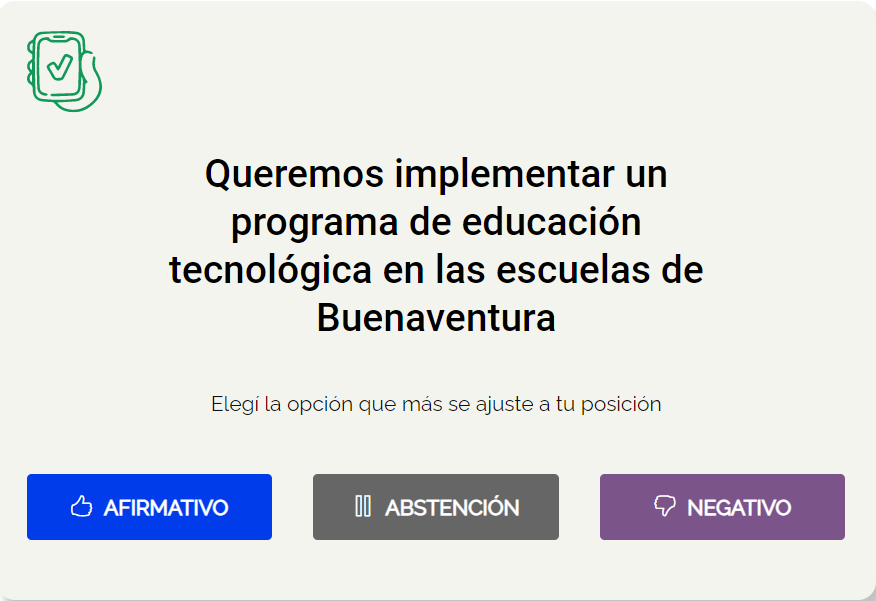 Queremos implementar un
programa de educación
tecnológica en las escuelas de
Buenaventura
Elegí la opción que más se ajuste a tu posición
AFIRMATIVO
ABSTENCIÓN
NEGATIVO